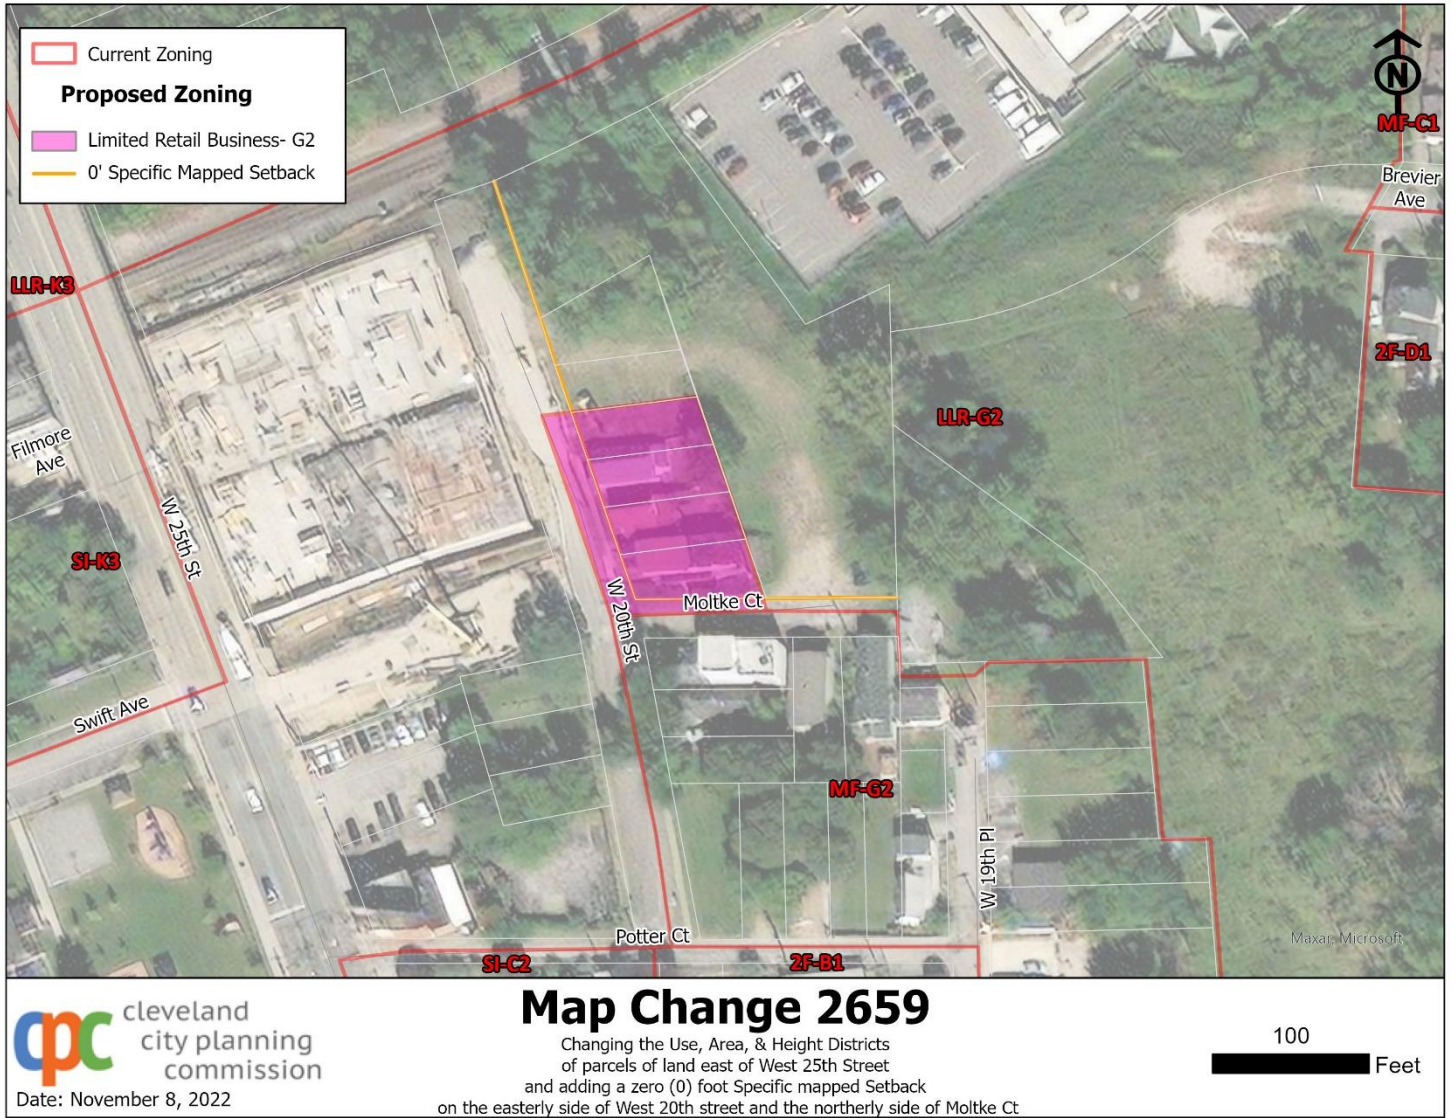 Current Zoning
Proposed Zoning
Limited Retail Business- G2
0' Specific Mapped Setback
N
MF-C1
Brevier
Ave
LLR-K3
2F-D1
LLR-G2
Filmore
Ave
W 25th St
SI-K3
W 20th St
Moltke Ct
Swift Ave
MF-G2
W 19th Pl
Potter Ct
Maxar, Microsoft
SI-C2
2F-B1
cpc
cleveland
city planning
commission
Date: November 8, 2022
Map Change 2659
Changing the Use, Area, & Height Districts
of parcels of land east of West 25th Street
and adding a zero (0) foot Specific mapped Setback
on the easterly side of West 20th street and the northerly side of Moltke Ct
100
Feet